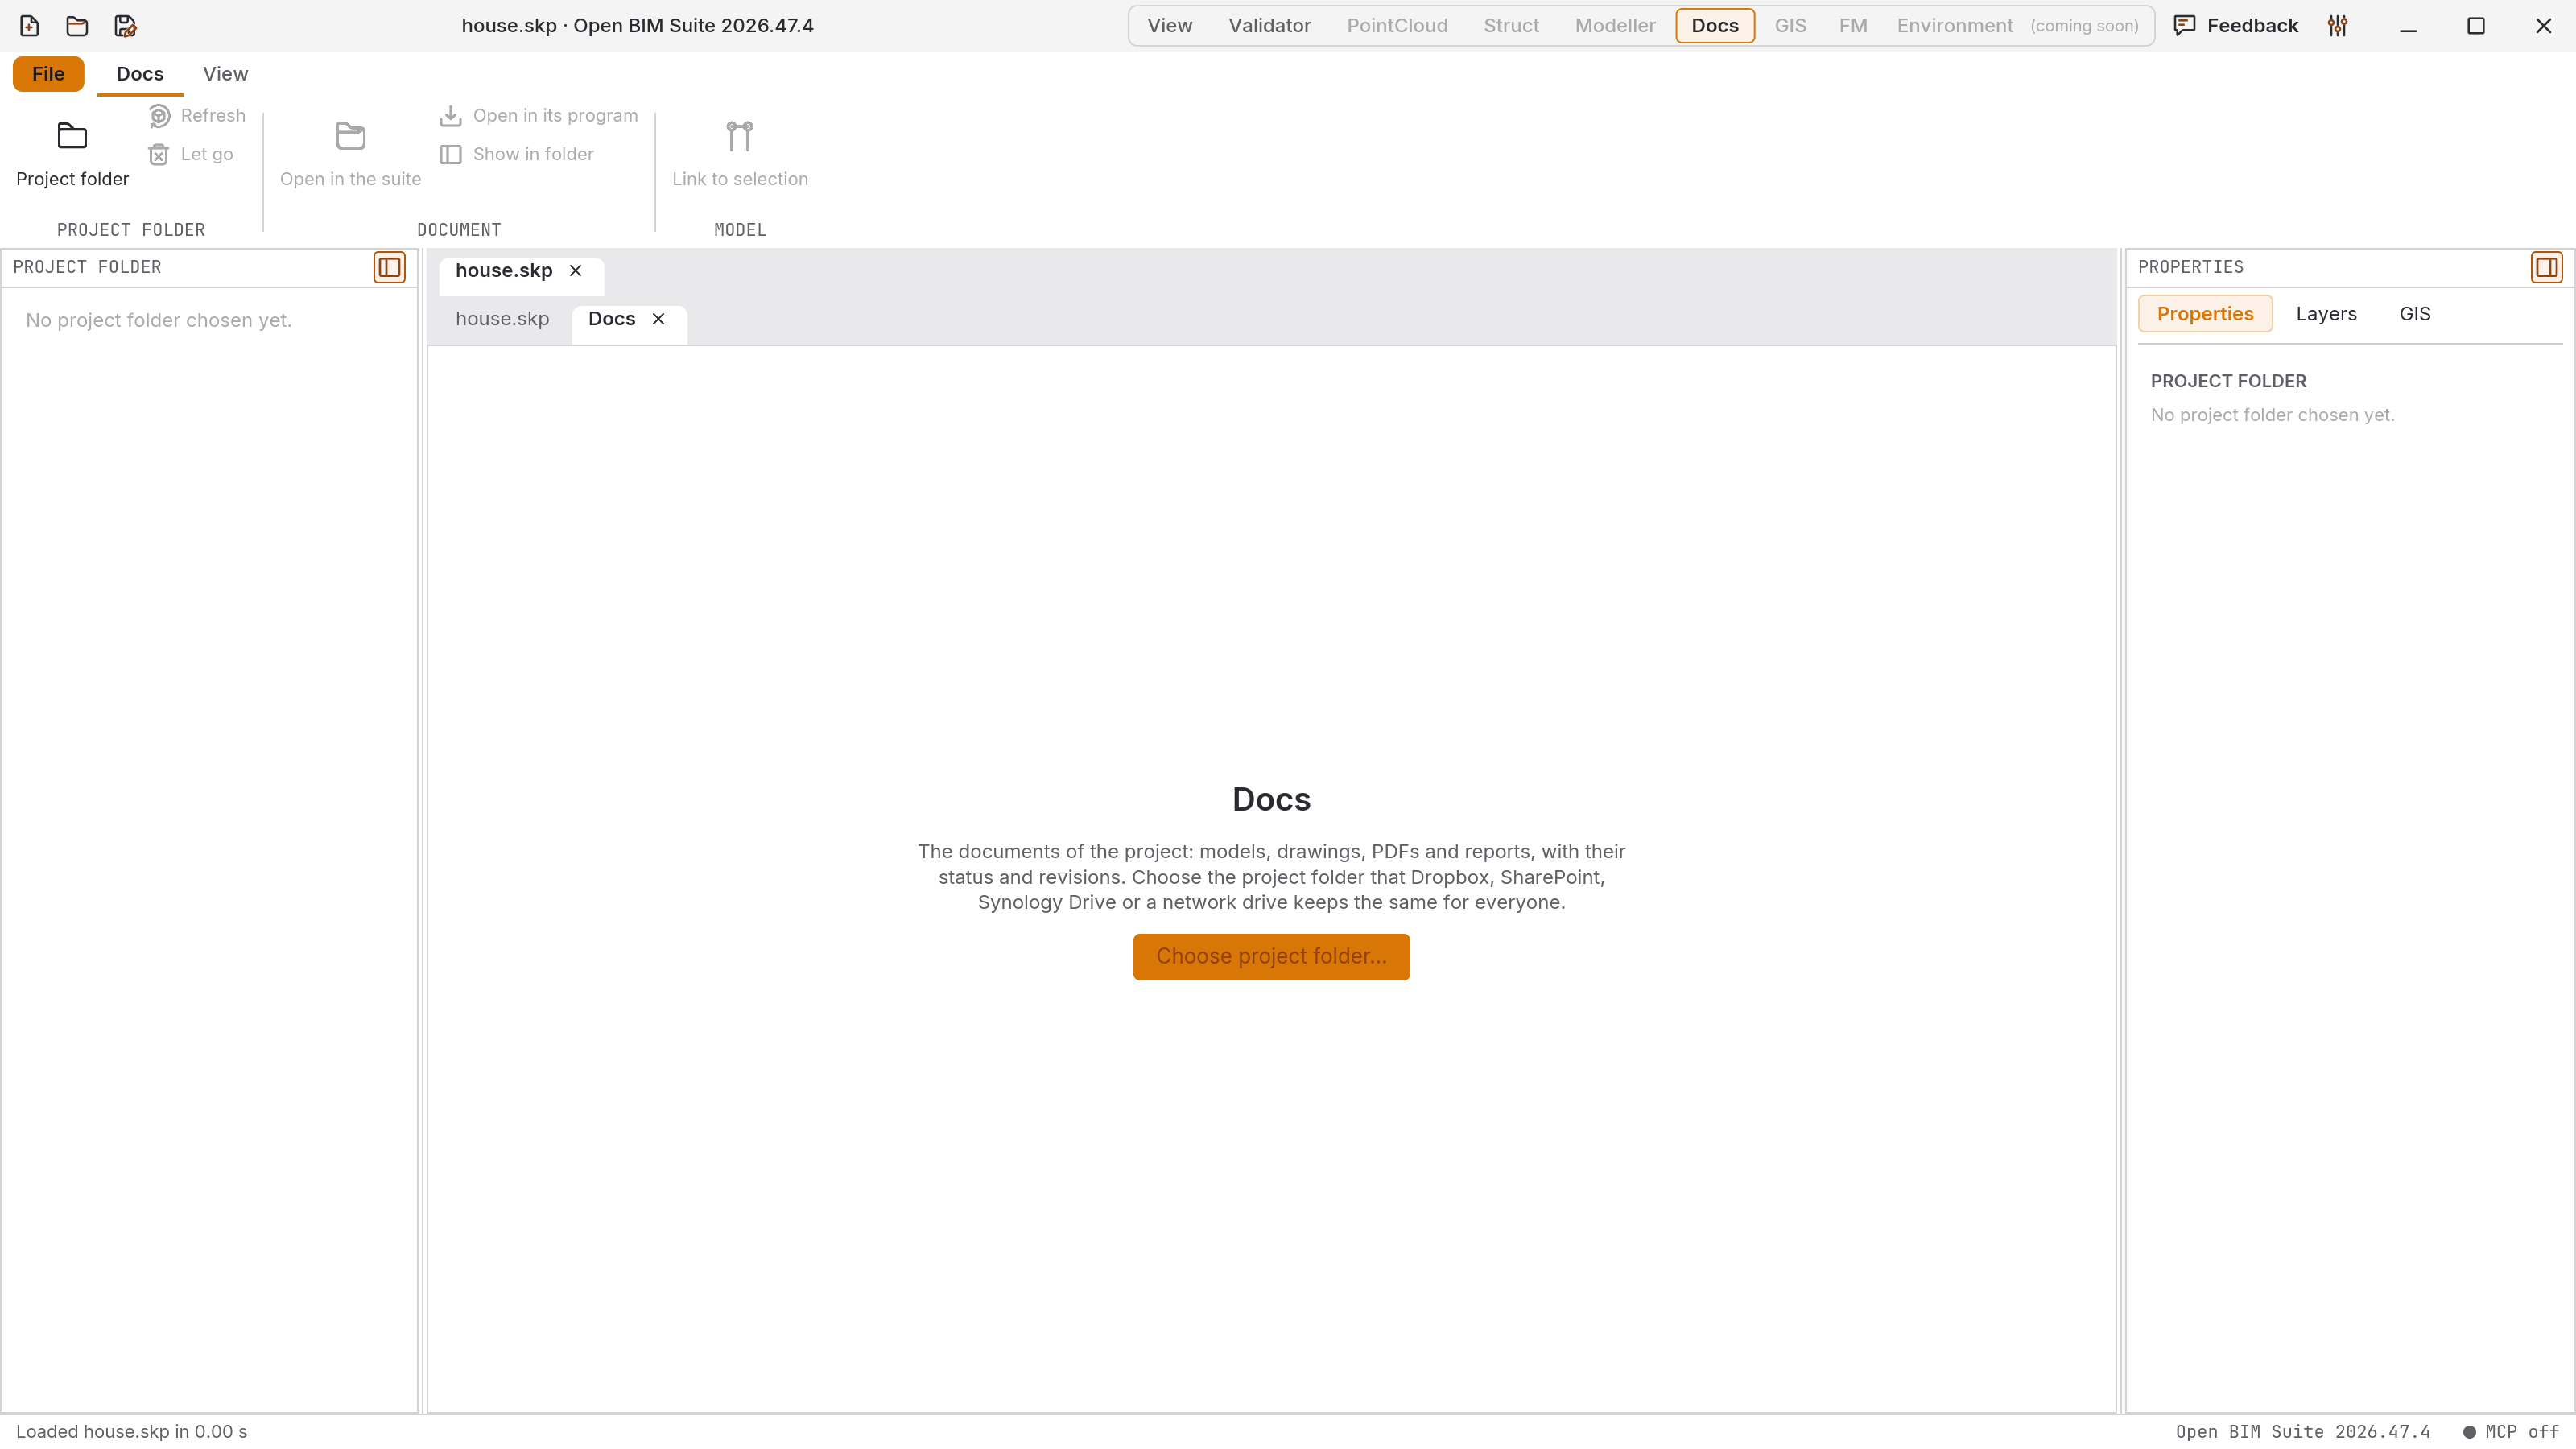 house.skp · Open BIM Suite 2026.47.4
View Validator PointCloud Struct Modeller Docs GIS FM Environment (coming soon)
Feedback
File Docs View
Project folder
Refresh
Let go
PROJECT FOLDER
Open in the suite
Open in its program
Show in folder
DOCUMENT
Link to selection
MODEL
PROJECT FOLDER
No project folder chosen yet.
house.skp
house.skp Docs
Docs
The documents of the project: models, drawings, PDFs and reports, with their
status and revisions. Choose the project folder that Dropbox, SharePoint,
Synology Drive or a network drive keeps the same for everyone.
Choose project folder...
PROPERTIES
Properties Layers GIS
PROJECT FOLDER
No project folder chosen yet.
Loaded house.skp in 0.00 s
Open BIM Suite 2026.47.4
MCP off